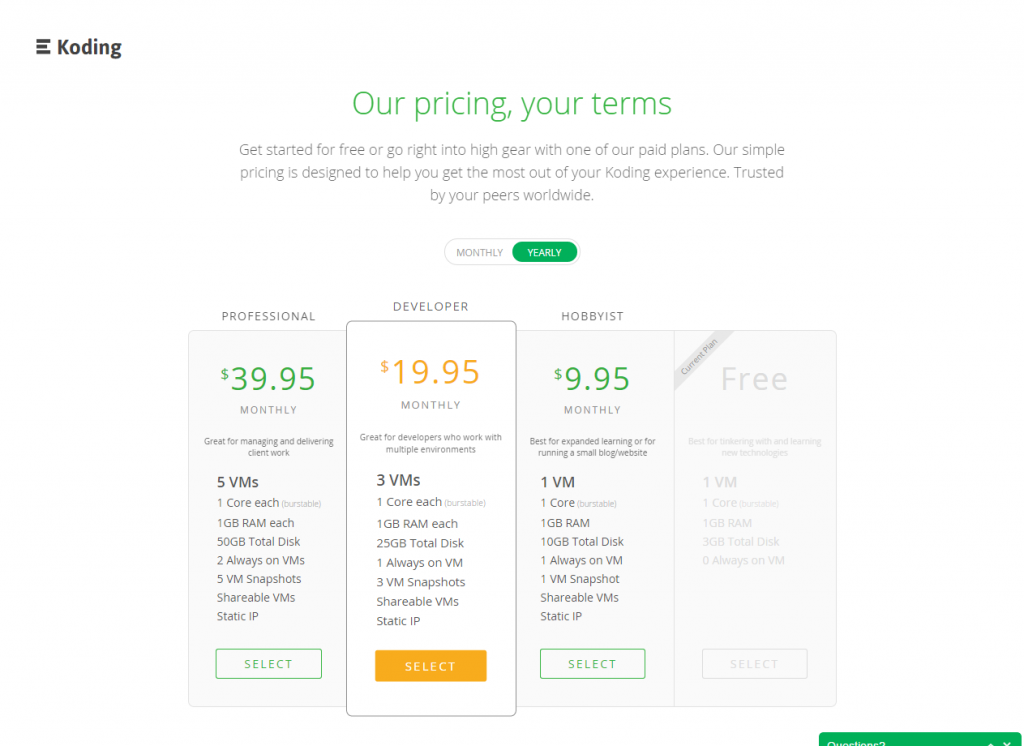 Koding
Our pricing, your terms
Get started for free or go right into high gear with one of our paid plans. Our simple
pricing is designed to help you get the most out of your Koding experience. Trusted
by your peers worldwide.
MONTHLY YEARLY
PROFESSIONAL
$39.95
MONTHLY
Great for managing and delivering
client work
5 VMs
1 Core each (burstable)
1GB RAM each
50GB Total Disk
2 Always on VMs
5 VM Snapshots
Shareable VMs
Static IP
SELECT
DEVELOPER
$19.95
MONTHLY
Great for developers who work with
multiple environments
3 VMs
1 Core each (burstable)
1GB RAM each
25GB Total Disk
1 Always on VM
3 VM Snapshots
Shareable VMs
Static IP
SELECT
HOBBYIST
$9.95
MONTHLY
Best for expanded learning or for
running a small blog/website
1 VM
1 Core (burstable)
1GB RAM
10GB Total Disk
1 Always on VM
1 VM Snapshot
Shareable VMs
Static IP
SELECT
Current Plan
Free
Best for tinkering with and learning
new technologies
1 VM
1 Core (burstable)
1GB RAM
3GB Total Disk
0 Always on VM
SELECT
Questions?